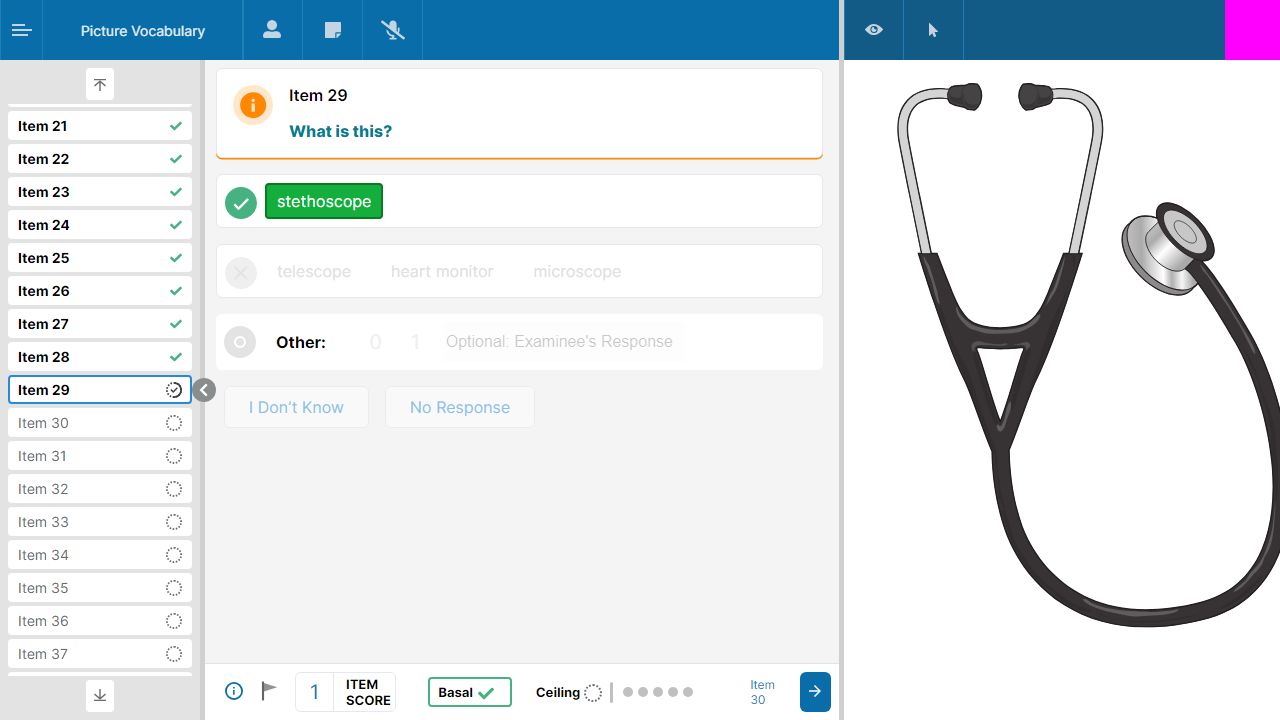 Picture Vocabulary
Item 21
Item 22
Item 23
Item 24
Item 25
Item 26
Item 27
Item 28
Item 29
Item 30
Item 31
Item 32
Item 33
Item 34
Item 35
Item 36
Item 37
Item 29
What is this?
stethoscope
telescope heart monitor microscope
Other: 0 1 Optional: Examinee's Response
I Don't Know No Response
1 ITEM SCORE
Basal
Ceiling
Item 30